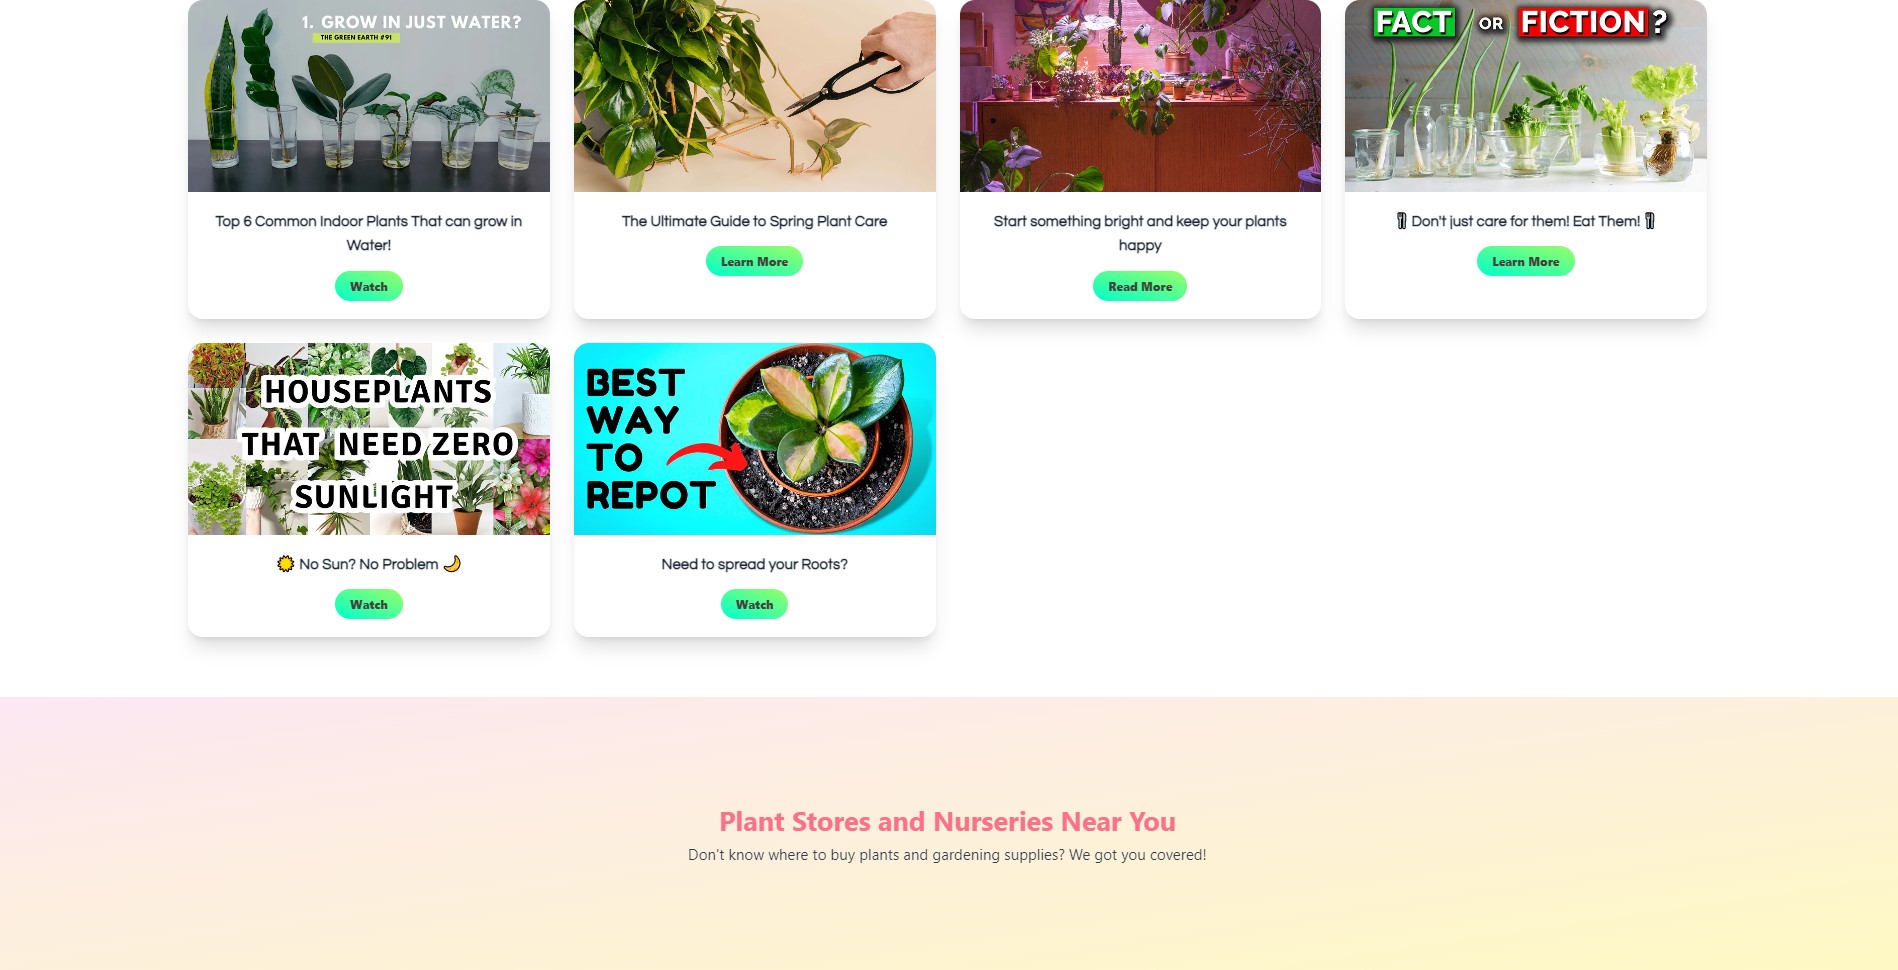 1. GROW IN JUST WATER?
THE GREEN EARTH #91
FACT OR FICTION?
Top 6 Common Indoor Plants That can grow in
Water!
Watch
The Ultimate Guide to Spring Plant Care
Learn More
Start something bright and keep your plants
happy
Read More
🍽 Don't just care for them! Eat Them! 🍽
Learn More
HOUSEPLANTS
THAT NEED ZERO
SUNLIGHT
🌞 No Sun? No Problem 🌙
Watch
BEST
WAY
TO
REPOT
Need to spread your Roots?
Watch
Plant Stores and Nurseries Near You
Don't know where to buy plants and gardening supplies? We got you covered!